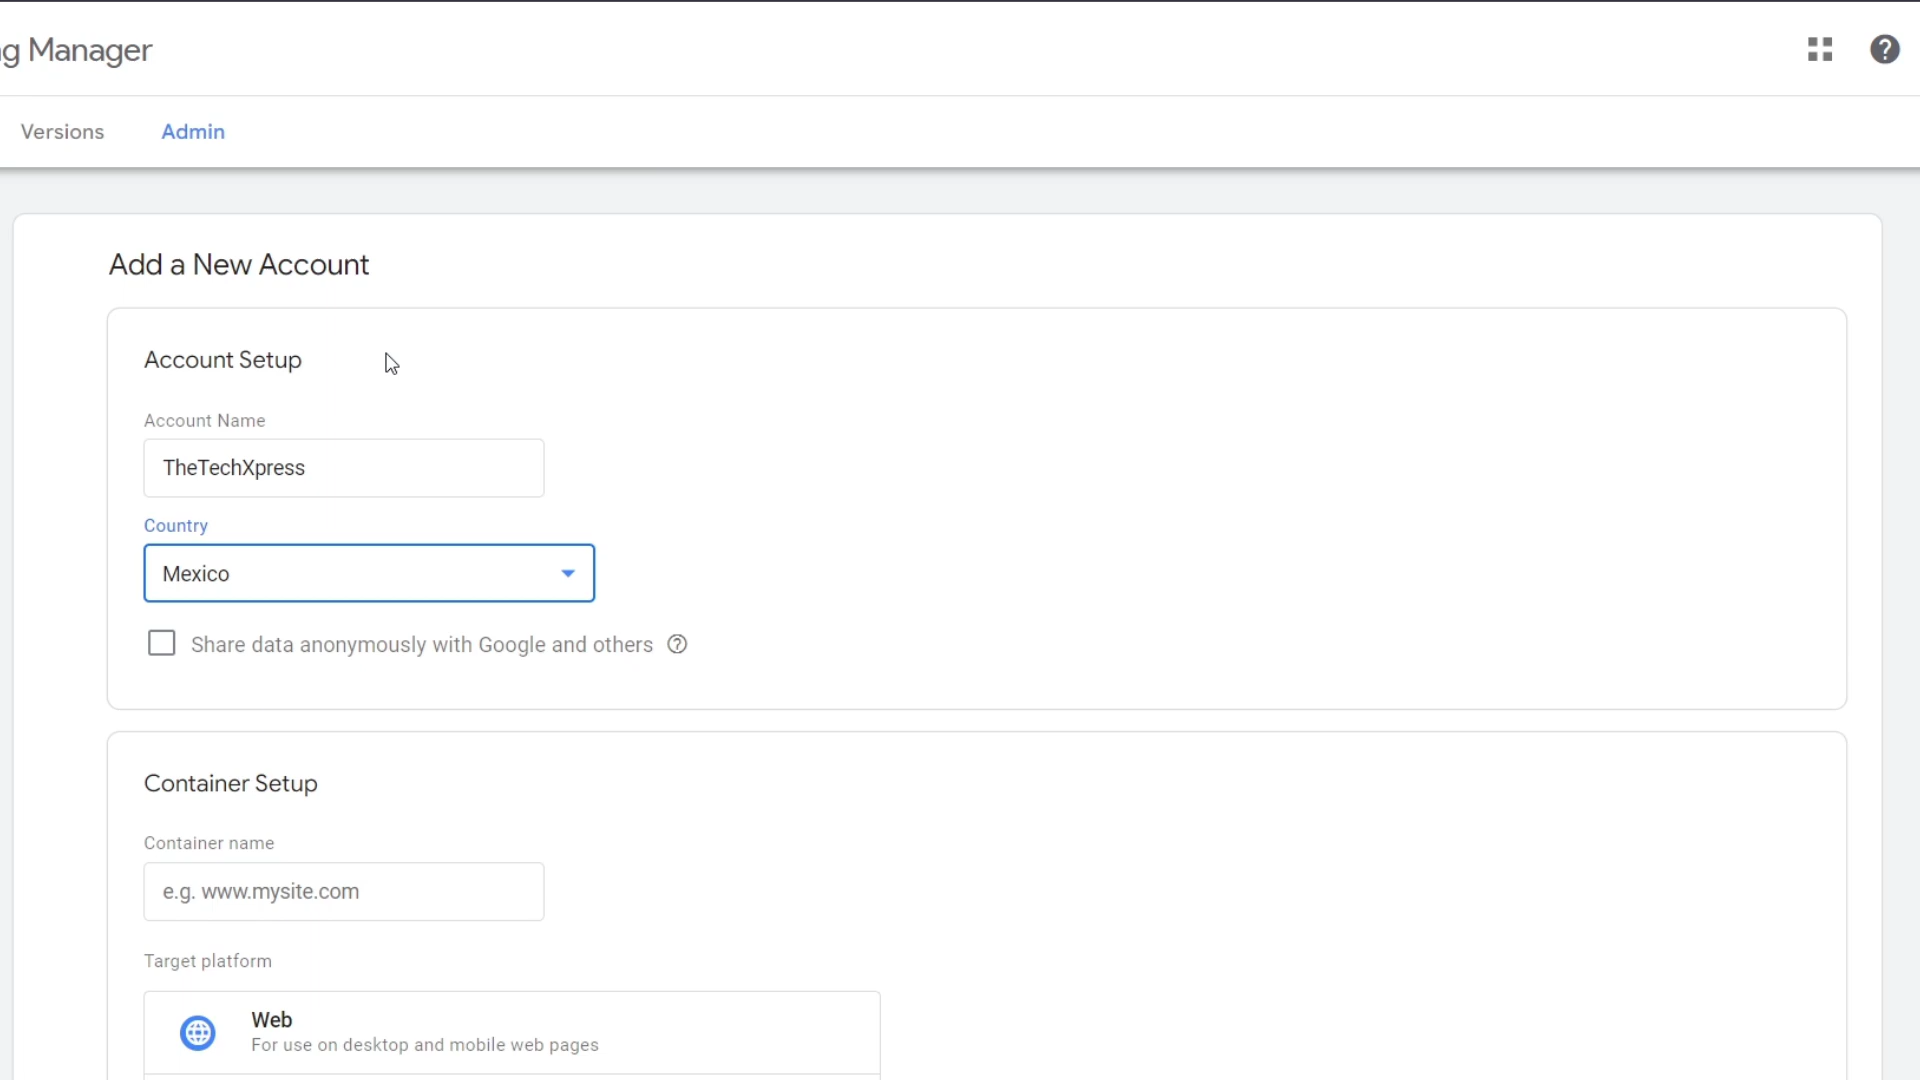 g Manager
Versions Admin
Add a New Account
Account Setup
Account Name
TheTechXpress
Country
Mexico
Share data anonymously with Google and others
Container Setup
Container name
e.g. www.mysite.com
Target platform
Web
For use on desktop and mobile web pages